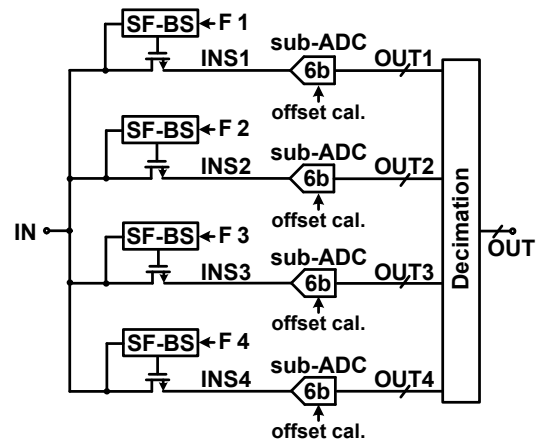 SF-BS F 1
INS1 sub-ADC 6b OUT1
offset cal.
SF-BS F 2
INS2 sub-ADC 6b OUT2
offset cal.
IN
SF-BS F 3
INS3 sub-ADC 6b OUT3
offset cal.
SF-BS F 4
INS4 sub-ADC 6b OUT4
offset cal.
Decimation
OUT